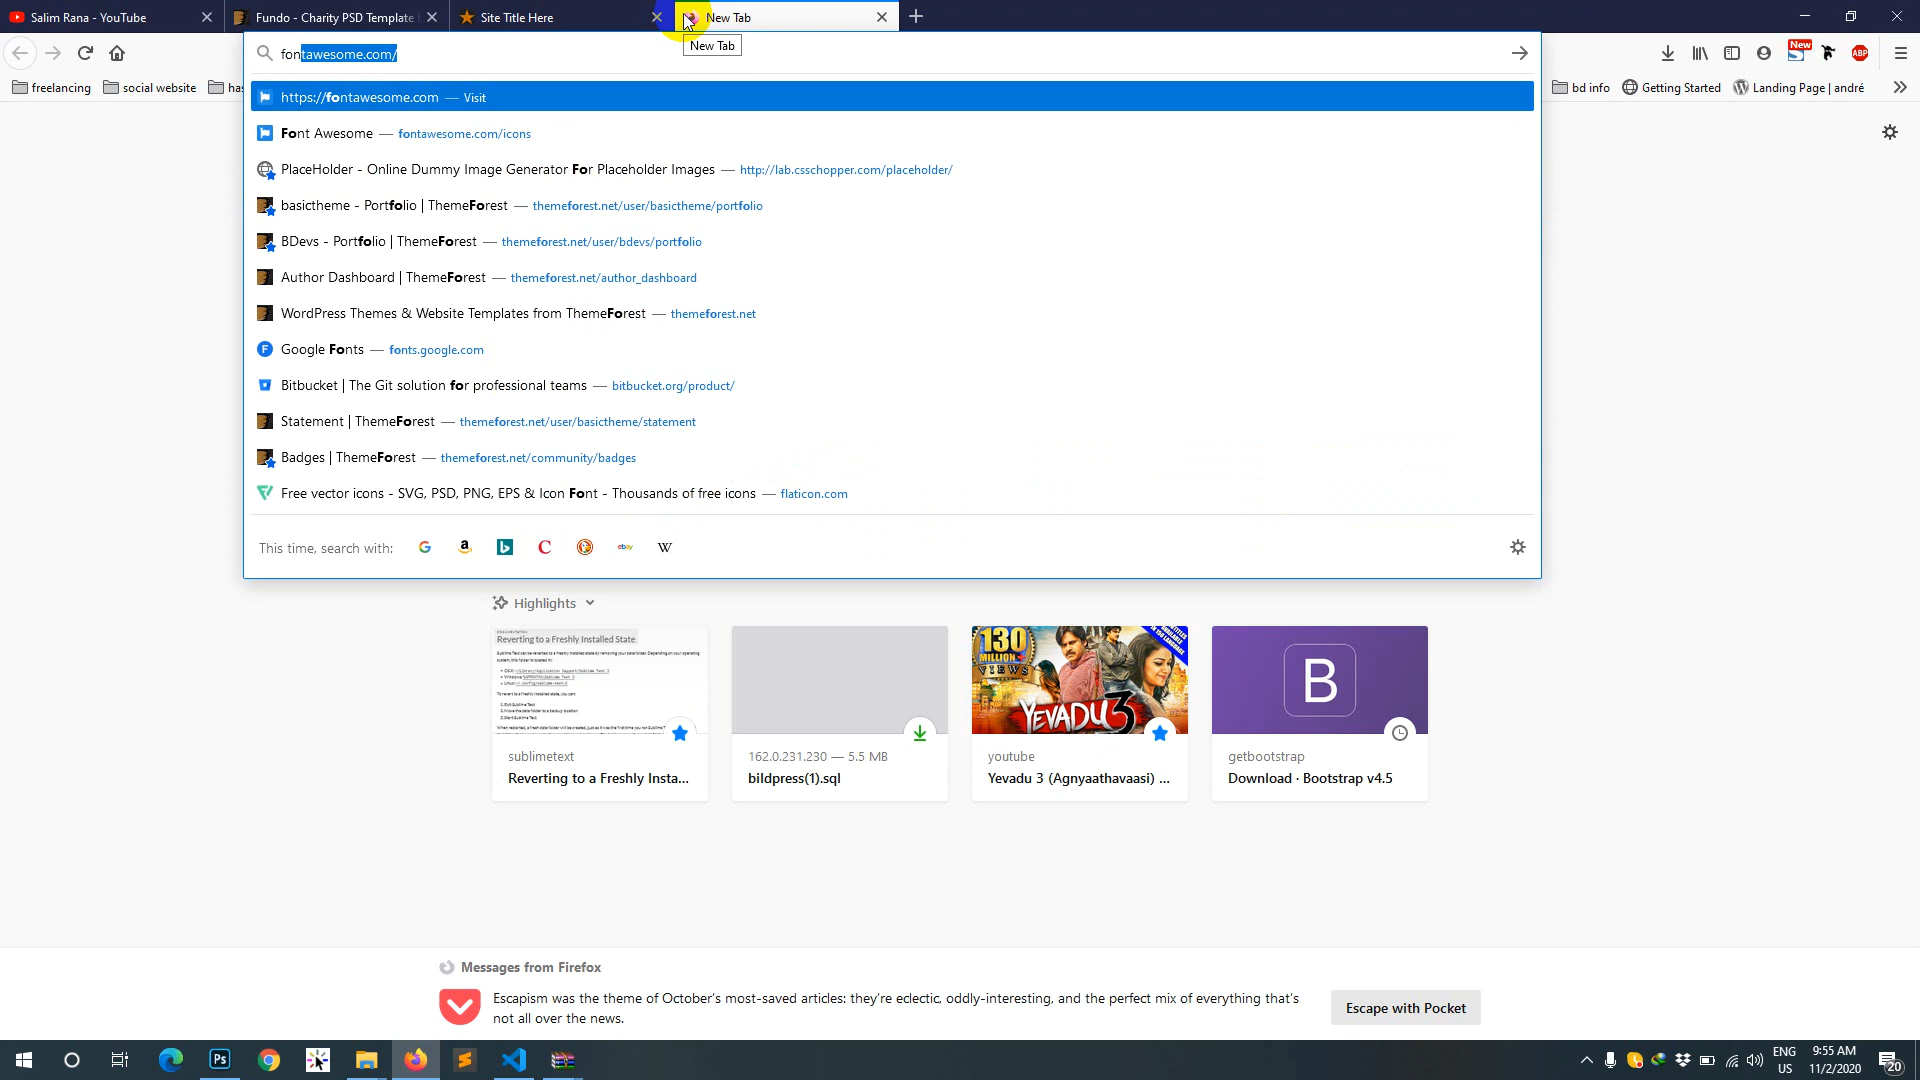 Salim Rana - YouTube
Fundo - Charity PSD Template
Site Title Here
New Tab
fontawesome.com/
New Tab
New
ABP
freelancing
social website
has
bd info
Getting Started
Landing Page | andré
https://fontawesome.com — Visit
Font Awesome — fontawesome.com/icons
PlaceHolder - Online Dummy Image Generator For Placeholder Images — http://lab.csschopper.com/placeholder/
basictheme - Portfolio | ThemeForest — themeforest.net/user/basictheme/portfolio
BDevs - Portfolio | ThemeForest — themeforest.net/user/bdevs/portfolio
Author Dashboard | ThemeForest — themeforest.net/author_dashboard
WordPress Themes & Website Templates from ThemeForest — themeforest.net
Google Fonts — fonts.google.com
Bitbucket | The Git solution for professional teams — bitbucket.org/product/
Statement | ThemeForest — themeforest.net/user/basictheme/statement
Badges | ThemeForest — themeforest.net/community/badges
Free vector icons - SVG, PSD, PNG, EPS & Icon Font - Thousands of free icons — flaticon.com
This time, search with:
Highlights
Reverting to a Freshly Installed State
130
MILLION+
VIEWS
YEVADU 3
B
sublimetext
Reverting to a Freshly Insta...
162.0.231.230 — 5.5 MB
bildpress(1).sql
youtube
Yevadu 3 (Agnyaathavaasi) ...
getbootstrap
Download · Bootstrap v4.5
Messages from Firefox
Escapism was the theme of October's most-saved articles: they're eclectic, oddly-interesting, and the perfect mix of everything that's
not all over the news.
Escape with Pocket
Ps
ENG
US
9:55 AM
11/2/2020
20